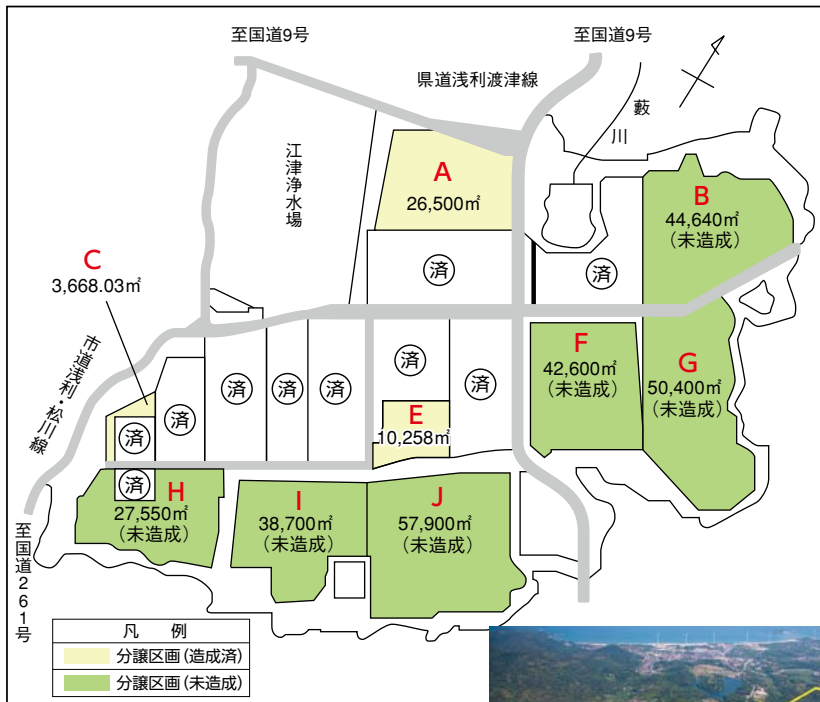 至国道9号
至国道9号
県道浅利渡津線
藪川
江津浄水場
A
26,500㎡
B
44,640㎡
(未造成)
C
3,668.03㎡
済
済
市道浅利・松川線
済
済
済
済
済
済
済
済
E
10,258㎡
F
42,600㎡
(未造成)
G
50,400㎡
(未造成)
H
27,550㎡
(未造成)
I
38,700㎡
(未造成)
J
57,900㎡
(未造成)
至国道261号
凡 例
分譲区画(造成済)
分譲区画(未造成)